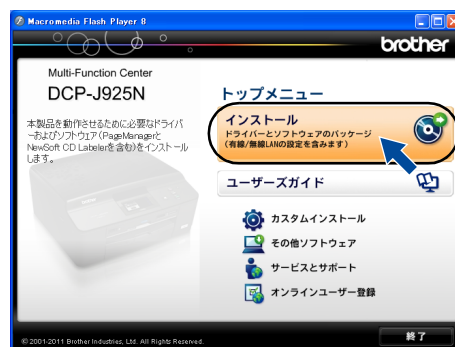 Macromedia Flash Player 8
brother
Multi-Function Center
DCP-J925N
本製品を動作させるために必要なドライバ
ーおよびソフトウェア(PageManagerと
NewSoft CD Labelerを含む)をインストール
します。
トップメニュー
インストール
ドライバーとソフトウェアのパッケージ
(有線/無線LANの設定を含みます)
ユーザーズガイド
カスタムインストール
その他ソフトウェア
サービスとサポート
オンラインユーザー登録
© 2001-2011 Brother Industries, Ltd. All Rights Reserved.
終了